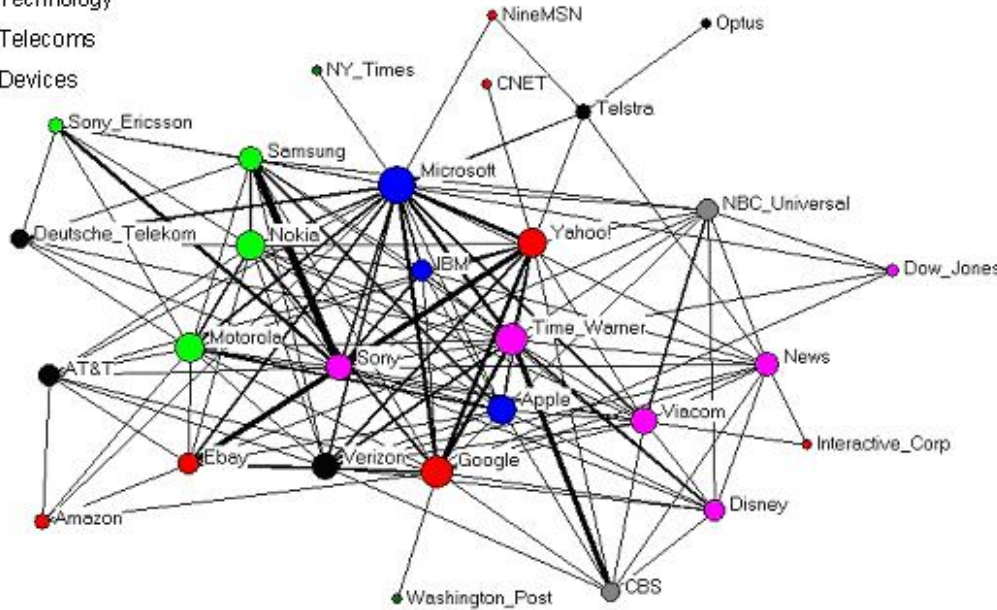 Technology
Telecoms
Devices
NineMSN
Optus
NY_Times
CNET
Telstra
Sony_Ericsson
Samsung
Microsoft
NBC_Universal
Deutsche_Telekom
Nokia
Yahoo!
IBM
Dow_Jones
Motorola
Time_Warner
AT&T
Sony
News
Apple
Viacom
Interactive_Corp
Ebay
Verizon
Google
Disney
Amazon
Washington_Post
CBS